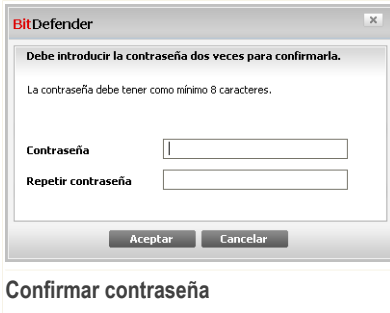 BitDefender
Debe introducir la contraseña dos veces para confirmarla.
La contraseña debe tener como mínimo 8 caracteres.
Contraseña
Repetir contraseña
Aceptar Cancelar
Confirmar contraseña